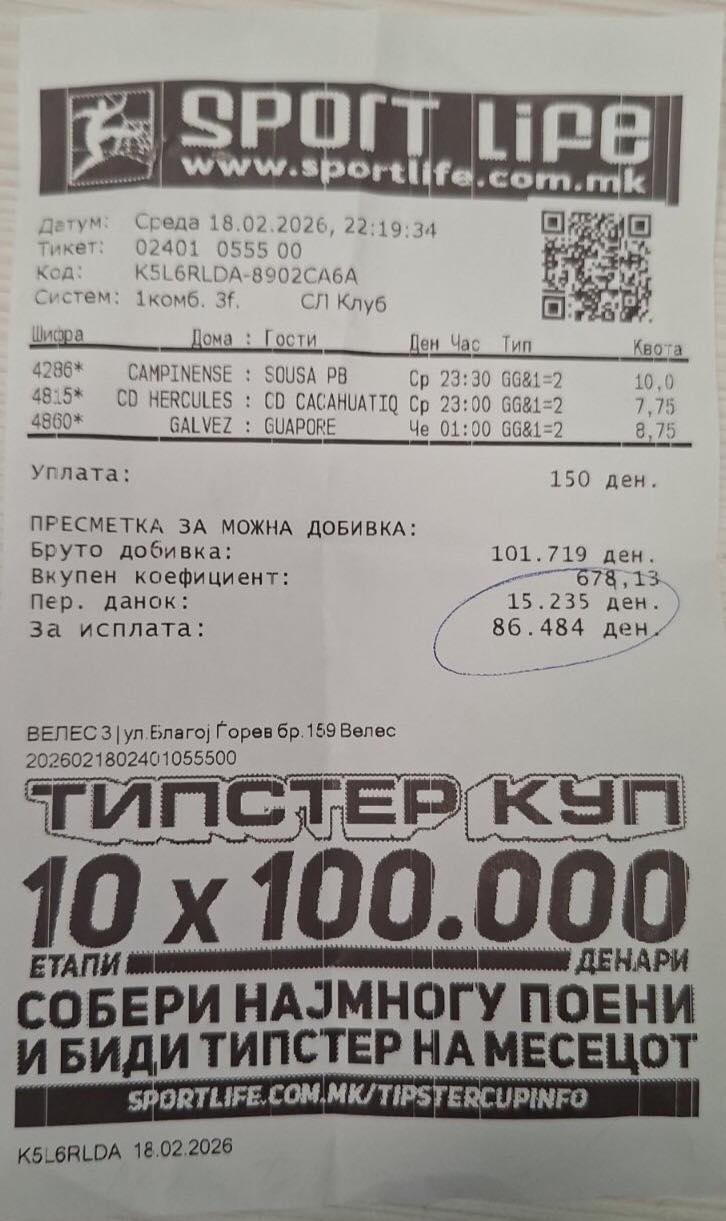 SPORT LIFE
www.sportlife.com.mk
Датум: Среда 18.02.2026, 22:19:34
Тикет: 02401 0555 00
Код: K5L6RLDA-8902CA6A
Систем: 1комб. 3f. СЛ Клуб
Шифра Дома : Гости Ден Час Тип Квота
4286* CAMPINENSE : SOUSA PB Ср 23:30 GG&1=2 10,0
4815* CD HERCULES : CD CACAHUATIQ Ср 23:00 GG&1=2 7,75
4860* GALVEZ : GUAPORE Че 01:00 GG&1=2 8,75
Уплата: 150 ден.
ПРЕСМЕТКА ЗА МОЖНА ДОБИВКА:
Бруто добивка: 101.719 ден.
Вкупен коефициент: 678,13
Пер. данок: 15.235 ден.
За исплата: 86.484 ден.
ВЕЛЕС 3|ул.Благој Ѓорев бр.159 Велес
2026021802401055500
ТИПСТЕР КУП
10 x 100.000
ЕТАПИ ДЕНАРИ
СОБЕРИ НАЈМНОГУ ПОЕНИ
И БИДИ ТИПСТЕР НА МЕСЕЦОТ
SPORTLIFE.COM.MK/TIPSTERCUPINFO
K5L6RLDA 18.02.2026